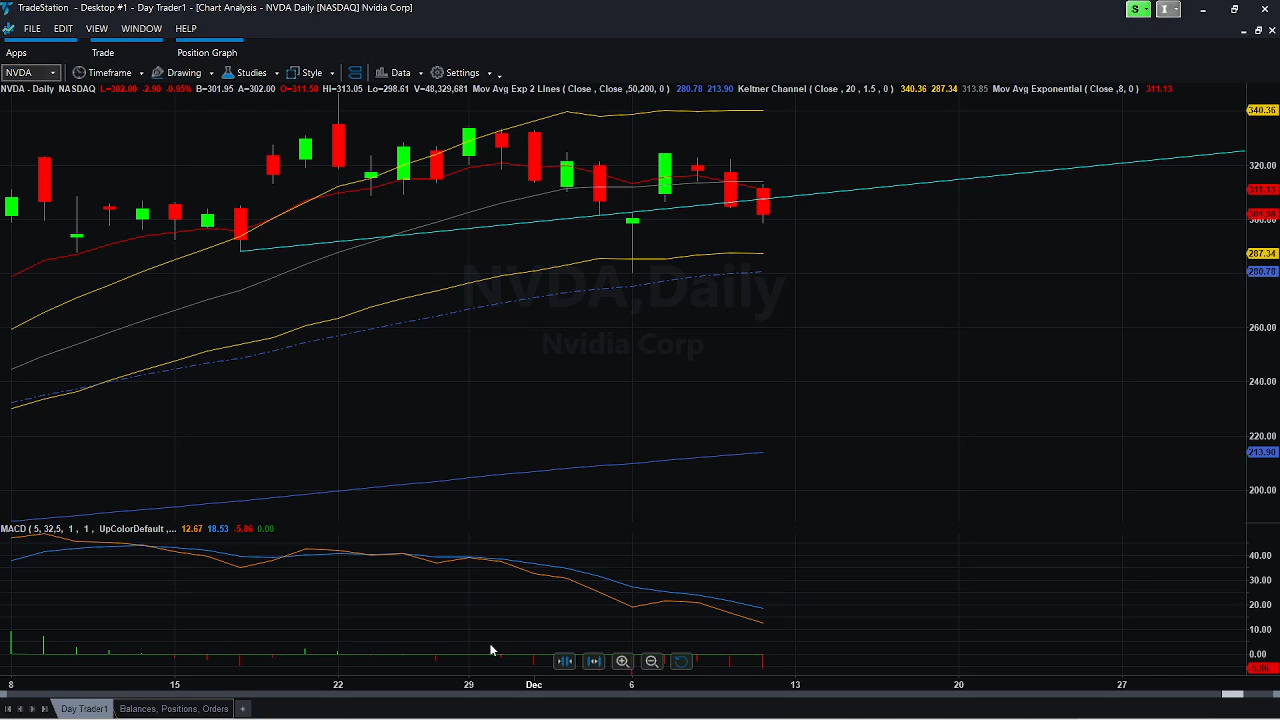 TradeStation - Desktop #1 - Day Trader1 - [Chart Analysis - NVDA Daily [NASDAQ] Nvidia Corp]
S I
FILE EDIT VIEW WINDOW HELP
Apps Trade Position Graph
NVDA Timeframe Drawing Studies Style Data Settings
NVDA - Daily NASDAQ L=302.00 -2.90 -0.95% B=301.95 A=302.00 O=311.50 Hi=313.05 Lo=298.61 V=48,329,681 Mov Avg Exp 2 Lines ( Close , Close ,50,200, 0 ) 280.78 213.90 Keltner Channel ( Close , 20 , 1.5 , 0 ) 340.36 287.34 313.85 Mov Avg Exponential ( Close ,8, 0 ) 311.13
340.36
320.00
311.13
300.00
287.34
280.78
NVDA,Daily
Nvidia Corp
260.00
240.00
220.00
213.90
200.00
MACD ( 5, 32,5, 1 , 1 , UpColorDefault ,... 12.67 18.53 -5.86 0.00
40.00
30.00
20.00
10.00
0.00
-5.86
8 15 22 29 Dec 6 13 20 27
Day Trader1 Balances, Positions, Orders +